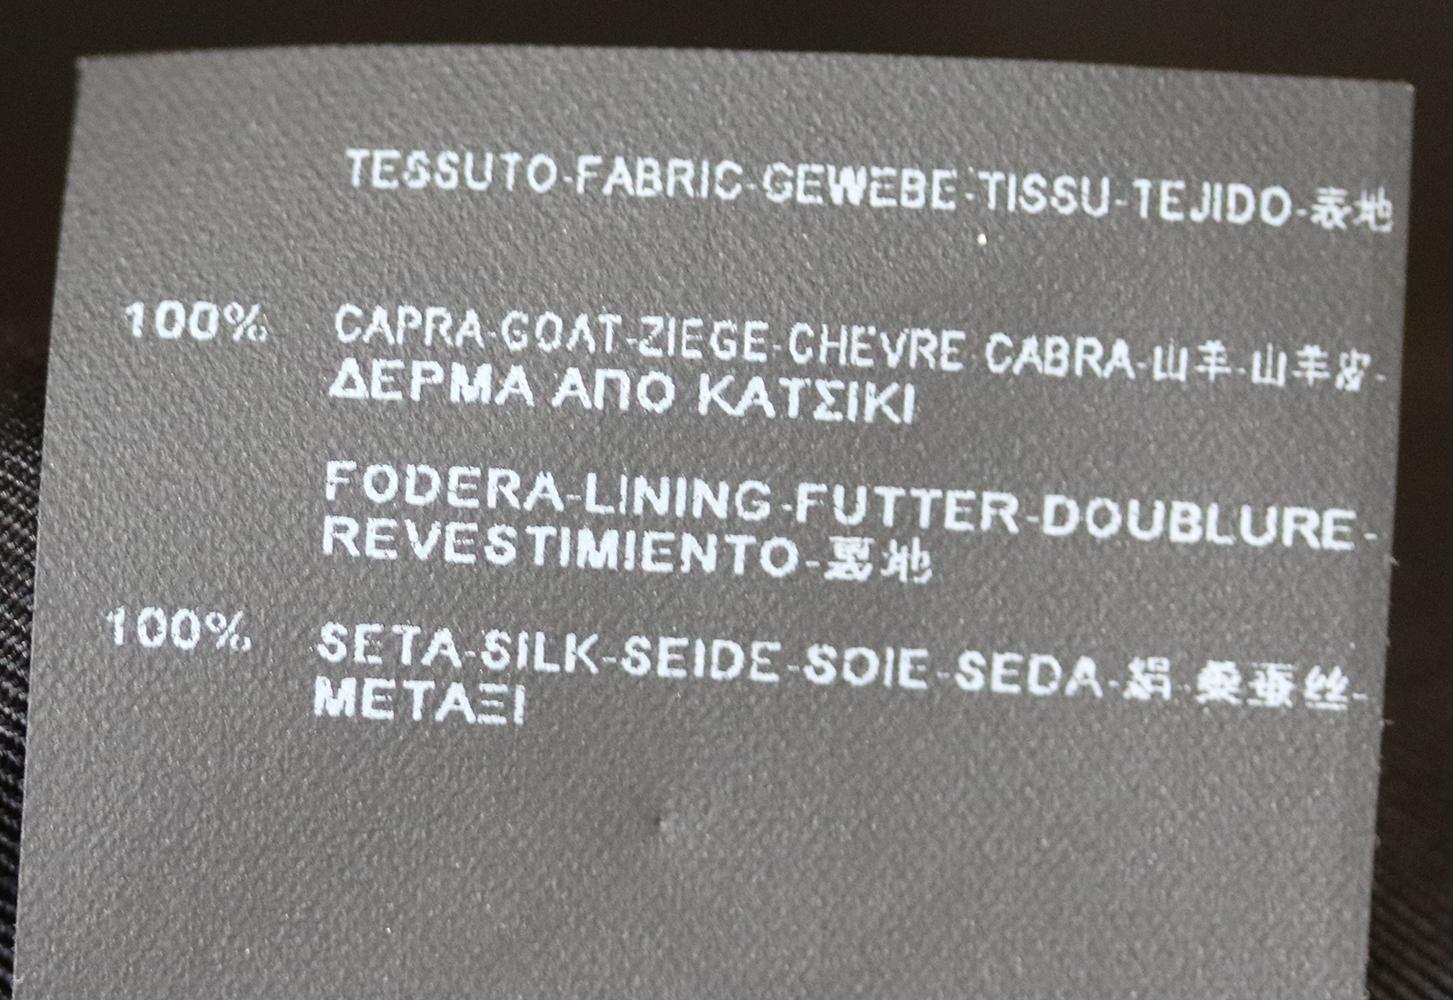 TESSUTO-FABRIC-GEWEBE-TISSU-TEJIDO-表地
100% CAPRA-GOAT-ZIEGE-CHEVRE CABRA-山羊-山羊皮-
ΔΕΡΜΑ ΑΠΟ ΚΑΤΣΙΚΙ
FODERA-LINING-FUTTER-DOUBLURE-
REVESTIMIENTO-裏地
100% SETA-SILK-SEIDE-SOIE-SEDA-絹-桑蚕丝-
ΜΕΤΑΞΙ